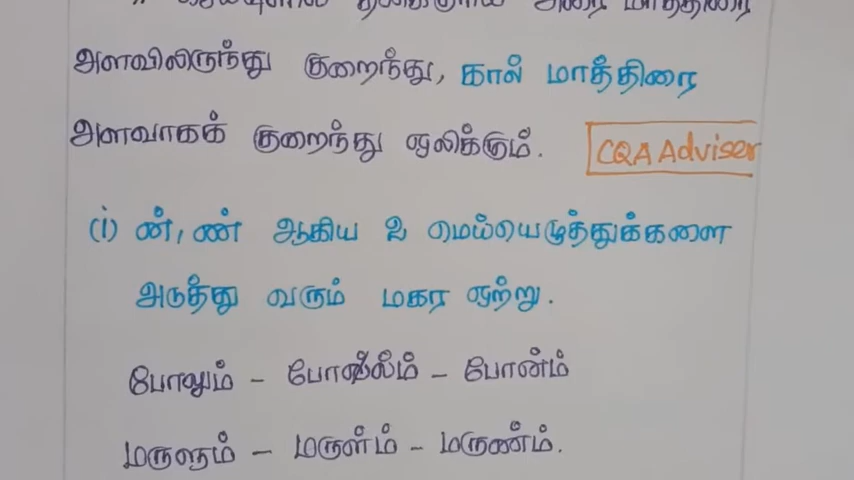 அளவிலிருந்து குறைந்து, கால் மாத்திரை
அளவாகக் குறைந்து ஒலிக்கும். CQA Adviser
(i) ன், ண் ஆகிய உ மெய்யெழுத்துக்களை
அடுத்து வரும் மகர ஒற்று.
போலும் - போல்ம் - போன்ம்
மருளும் - மருள்ம் - மருண்ம்.